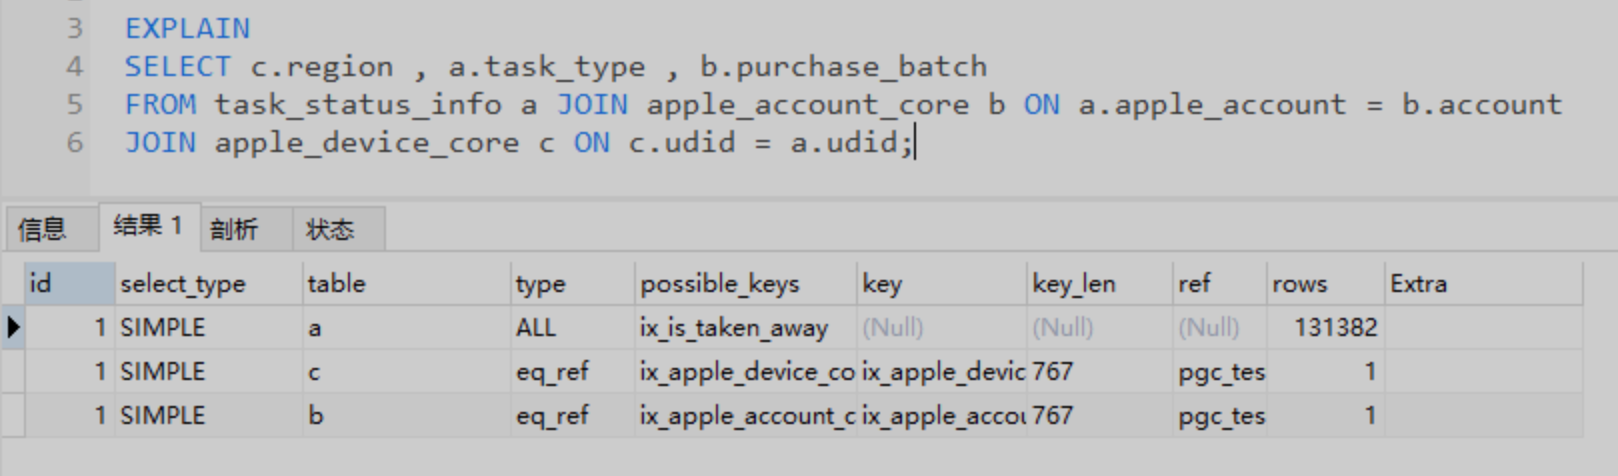 3 EXPLAIN
4 SELECT c.region , a.task_type , b.purchase_batch
5 FROM task_status_info a JOIN apple_account_core b ON a.apple_account = b.account
6 JOIN apple_device_core c ON c.udid = a.udid;
信息 结果 1 剖析 状态
id select_type table type possible_keys key key_len ref rows Extra
1 SIMPLE a ALL ix_is_taken_away (Null) (Null) (Null) 131382
1 SIMPLE c eq_ref ix_apple_device_co ix_apple_devic 767 pgc_tes 1
1 SIMPLE b eq_ref ix_apple_account_c ix_apple_accou 767 pgc_tes 1